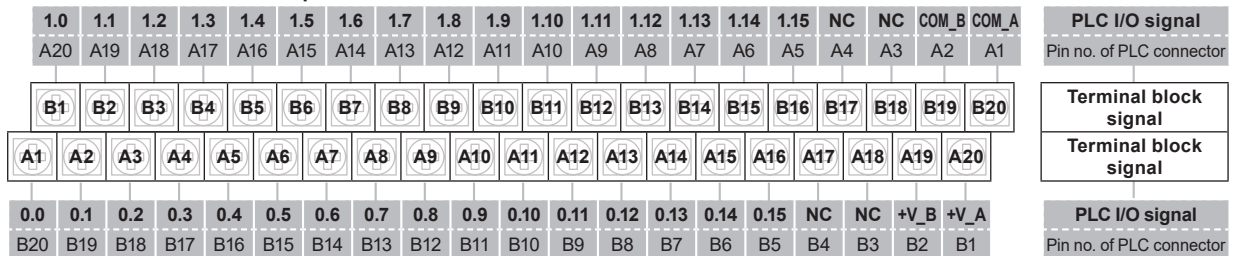 1.0 1.1 1.2 1.3 1.4 1.5 1.6 1.7 1.8 1.9 1.10 1.11 1.12 1.13 1.14 1.15 NC NC COM_B COM_A PLC I/O signal
A20 A19 A18 A17 A16 A15 A14 A13 A12 A11 A10 A9 A8 A7 A6 A5 A4 A3 A2 A1 Pin no. of PLC connector
B1 B2 B3 B4 B5 B6 B7 B8 B9 B10 B11 B12 B13 B14 B15 B16 B17 B18 B19 B20 Terminal block
signal
A1 A2 A3 A4 A5 A6 A7 A8 A9 A10 A11 A12 A13 A14 A15 A16 A17 A18 A19 A20 Terminal block
signal
0.0 0.1 0.2 0.3 0.4 0.5 0.6 0.7 0.8 0.9 0.10 0.11 0.12 0.13 0.14 0.15 NC NC +V_B +V_A PLC I/O signal
B20 B19 B18 B17 B16 B15 B14 B13 B12 B11 B10 B9 B8 B7 B6 B5 B4 B3 B2 B1 Pin no. of PLC connector